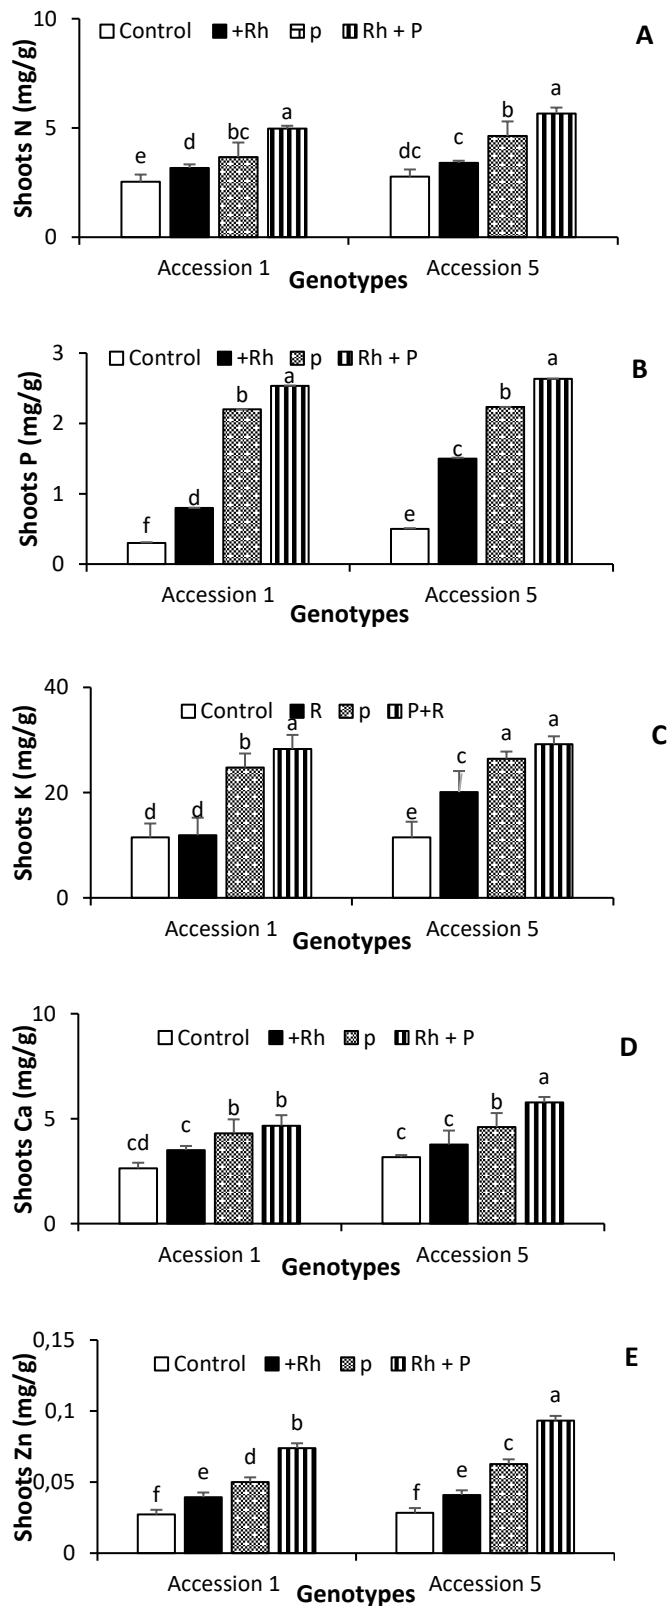 10
Control +Rh p Rh + P
A
a
a
b
bc
5
d
c
e
dc
Shoots N (mg/g)
0
Accession 1 Accession 5
Genotypes
3
Control +Rh p Rh + P
B
a
a
b
b
2
c
1
d
e
f
Shoots P (mg/g)
0
Accession 1 Accession 5
Genotypes
40
Control R p P+R
C
a
a
a
b
c
20
d
d
e
Shoots K (mg/g)
0
Accession 1 Accession 5
Genotypes
10
Control +Rh p Rh + P
D
a
b
b
b
5
cd
c
c
c
Shoots Ca (mg/g)
0
Acession 1 Accession 5
Genotypes
0,15
Control +Rh p Rh + P
E
a
0,1
b
c
d
0,05
e
e
f
f
Shoots Zn (mg/g)
0
Accession 1 Accession 5
Genotypes